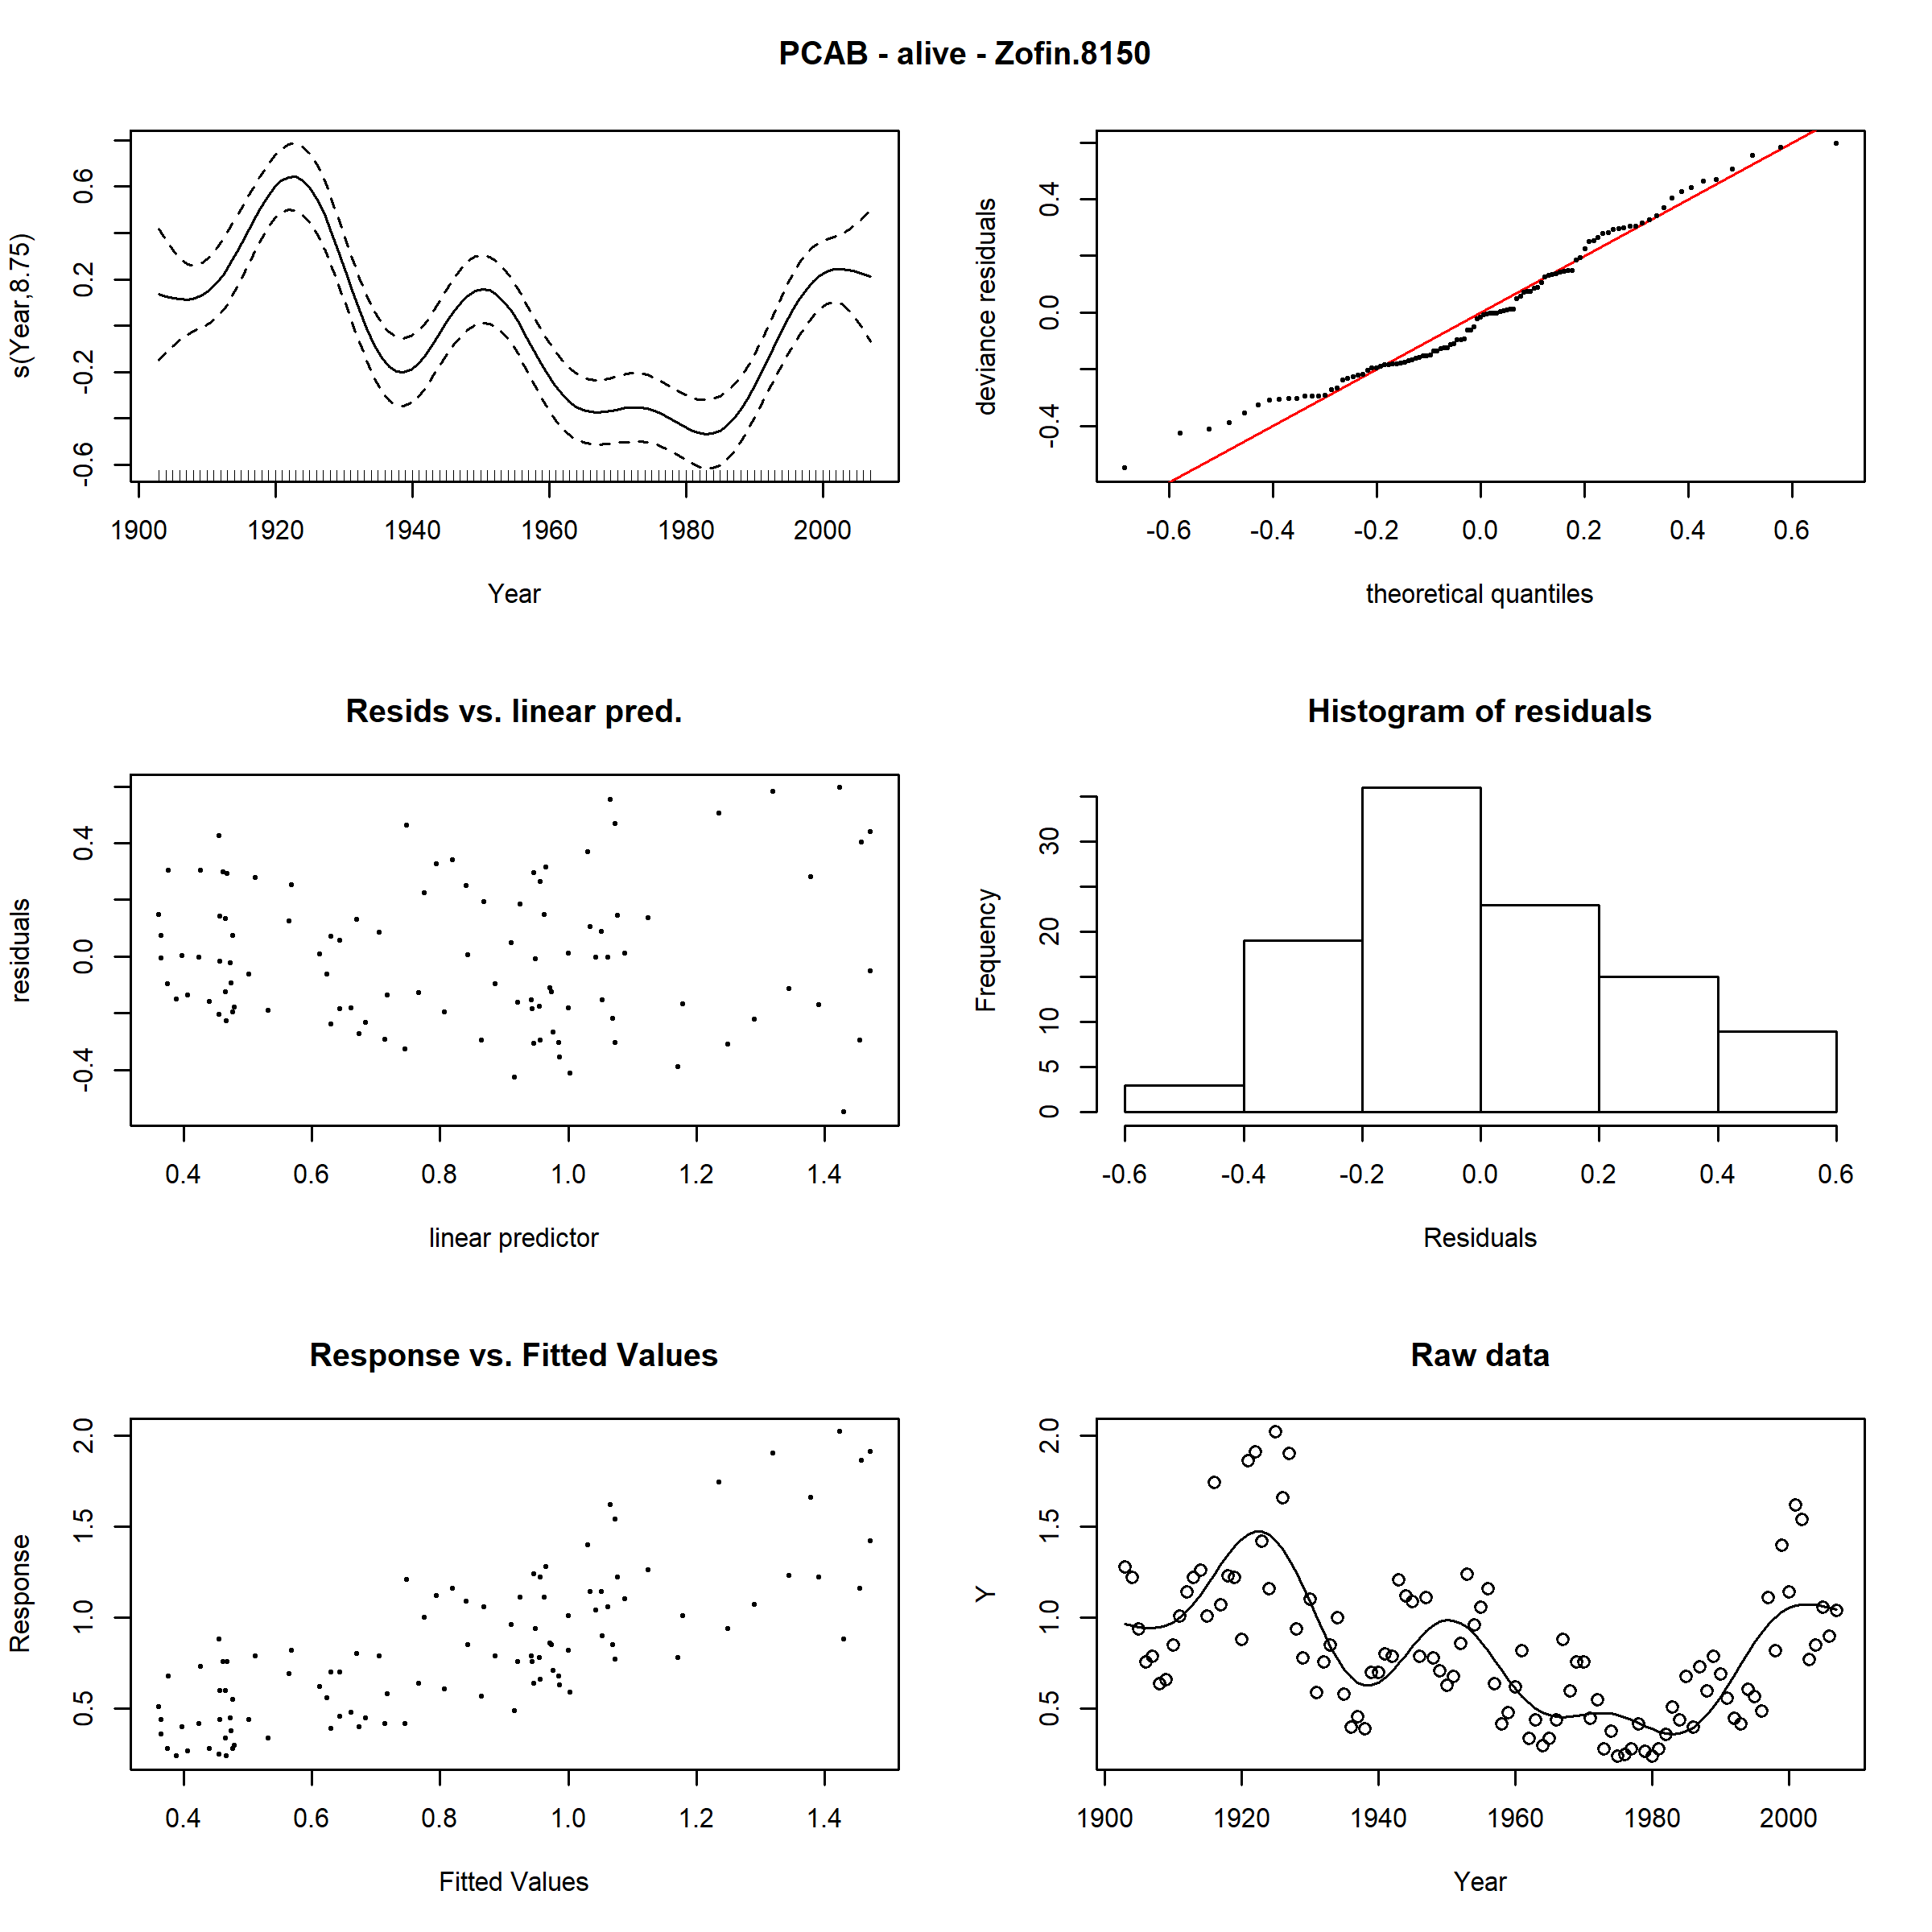 PCAB - alive - Zofin.8150
s(Year,8.75)
-0.6 -0.2 0.2 0.6
1900 1920 1940 1960 1980 2000
Year
deviance residuals
-0.4 0.0 0.4
-0.6 -0.4 -0.2 0.0 0.2 0.4 0.6
theoretical quantiles
Resids vs. linear pred.
residuals
-0.4 0.0 0.4
0.4 0.6 0.8 1.0 1.2 1.4
linear predictor
Histogram of residuals
Frequency
0 5 10 20 30
-0.6 -0.4 -0.2 0.0 0.2 0.4 0.6
Residuals
Response vs. Fitted Values
Response
0.5 1.0 1.5 2.0
0.4 0.6 0.8 1.0 1.2 1.4
Fitted Values
Raw data
Y
0.5 1.0 1.5 2.0
1900 1920 1940 1960 1980 2000
Year